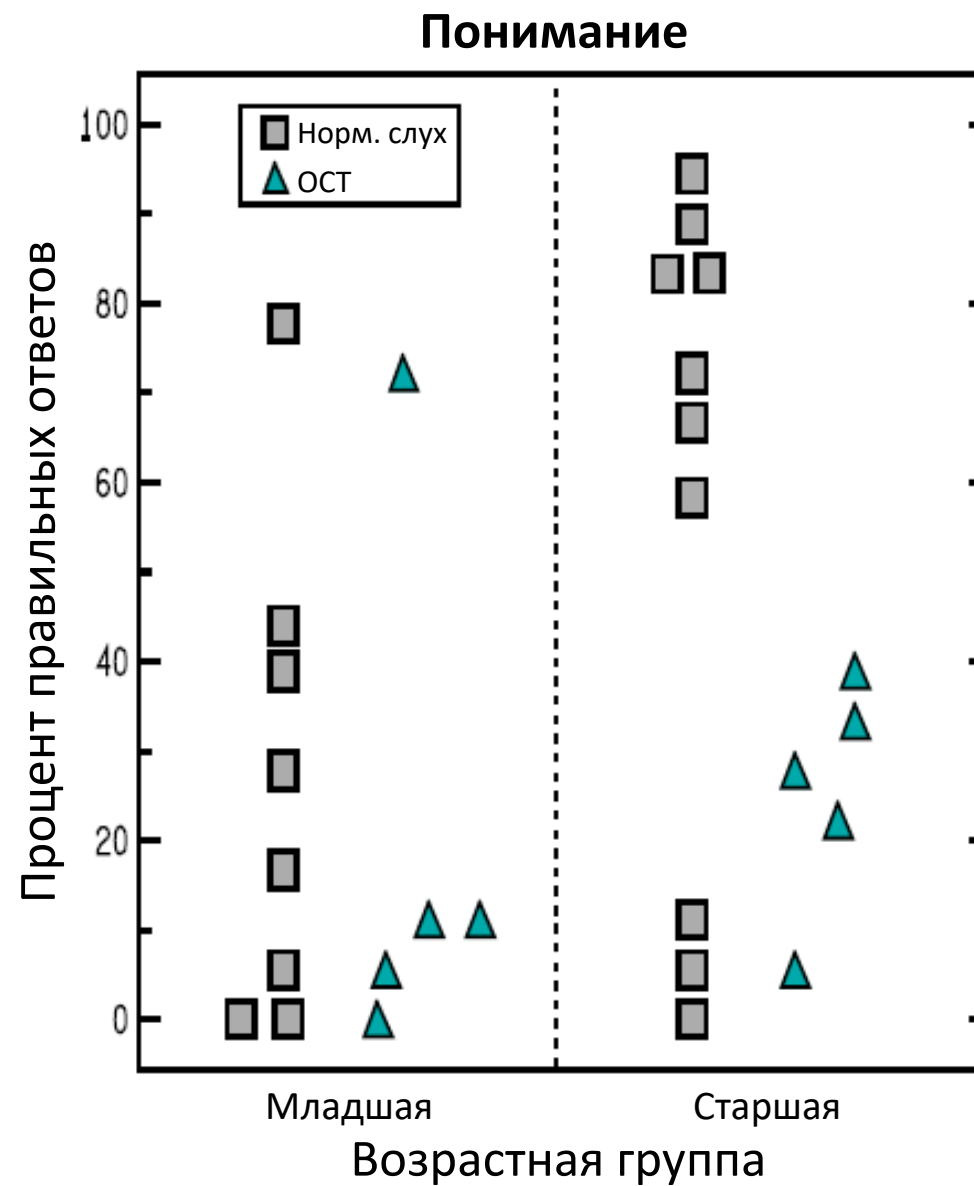 Понимание
Норм. слух
ОСТ
Процент правильных ответов
100
80
60
40
20
0
Младшая
Старшая
Возрастная группа